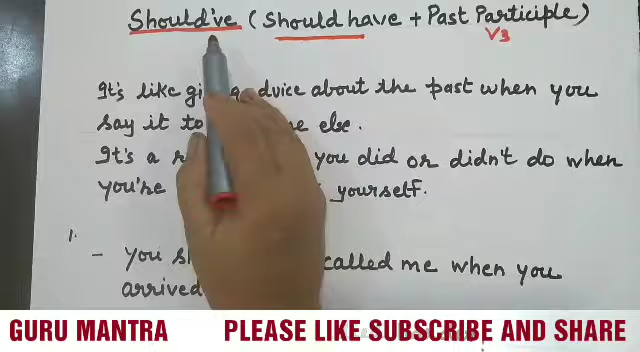 Should've (Should have + Past Participle)
V3
It's like gi dvice about the past when you
say it to else.
It's a you did or didn't do when
you're yourself.
1.
- You called me when you
arrived
GURU MANTRA PLEASE LIKE SUBSCRIBE AND SHARE